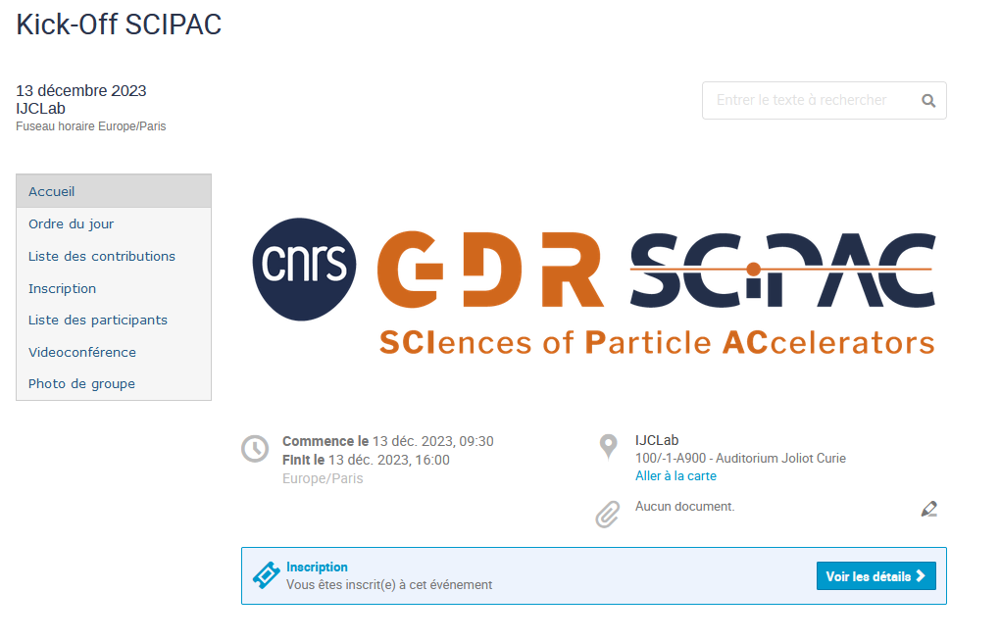 Kick-Off SCIPAC
13 décembre 2023
IJCLab
Fuseau horaire Europe/Paris
Entrer le texte à rechercher
Accueil
Ordre du jour
Liste des contributions
Inscription
Liste des participants
Videoconférence
Photo de groupe
cnrs GDR SCIPAC
SCIences of Particle ACcelerators
Commence le 13 déc. 2023, 09:30
Finit le 13 déc. 2023, 16:00
Europe/Paris
IJCLab
100/-1-A900 - Auditorium Joliot Curie
Aller à la carte
Aucun document.
Inscription
Vous êtes inscrit(e) à cet événement
Voir les détails